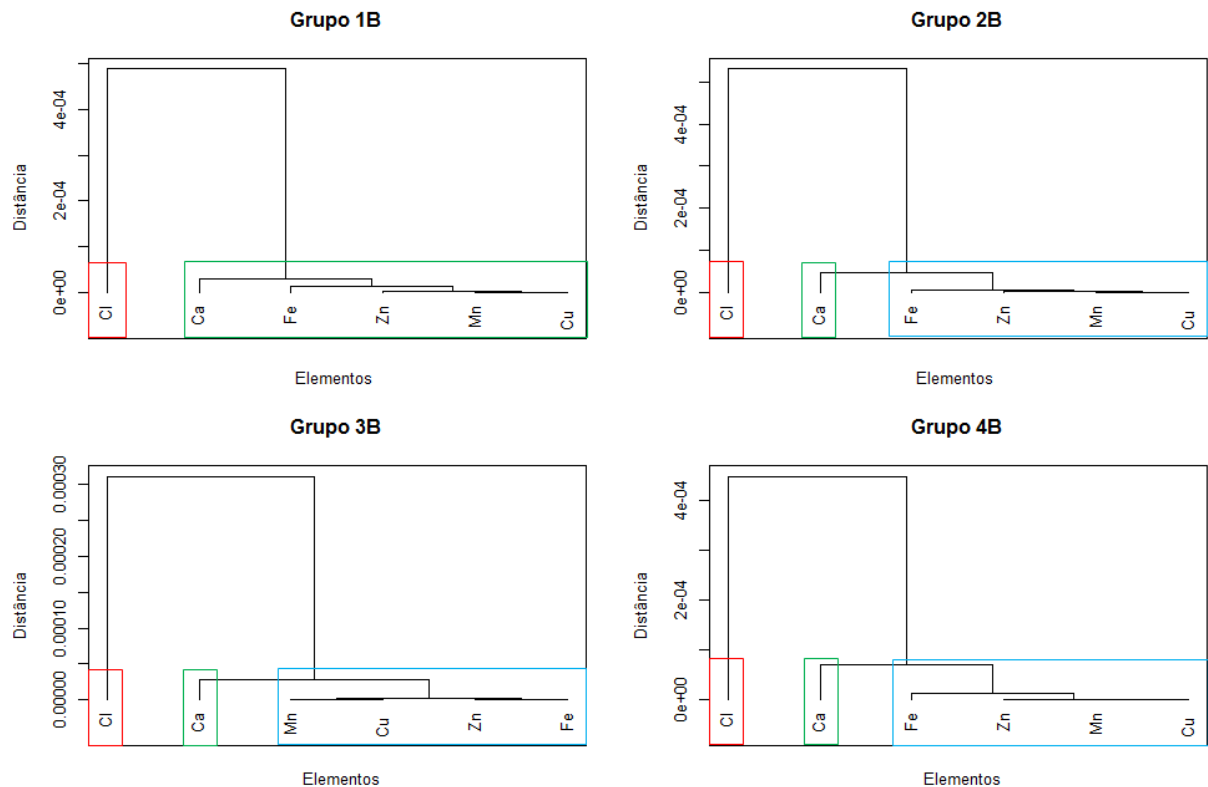 Grupo 1B
Distância
4e-04
2e-04
0e+00
Cl
Ca
Fe
Zn
Mn
Cu
Elementos
Grupo 2B
Distância
4e-04
2e-04
0e+00
Cl
Ca
Fe
Zn
Mn
Cu
Elementos
Grupo 3B
Distância
0.00030
0.00020
0.00010
0.00000
Cl
Ca
Mn
Cu
Zn
Fe
Elementos
Grupo 4B
Distância
4e-04
2e-04
0e+00
Cl
Ca
Fe
Zn
Mn
Cu
Elementos